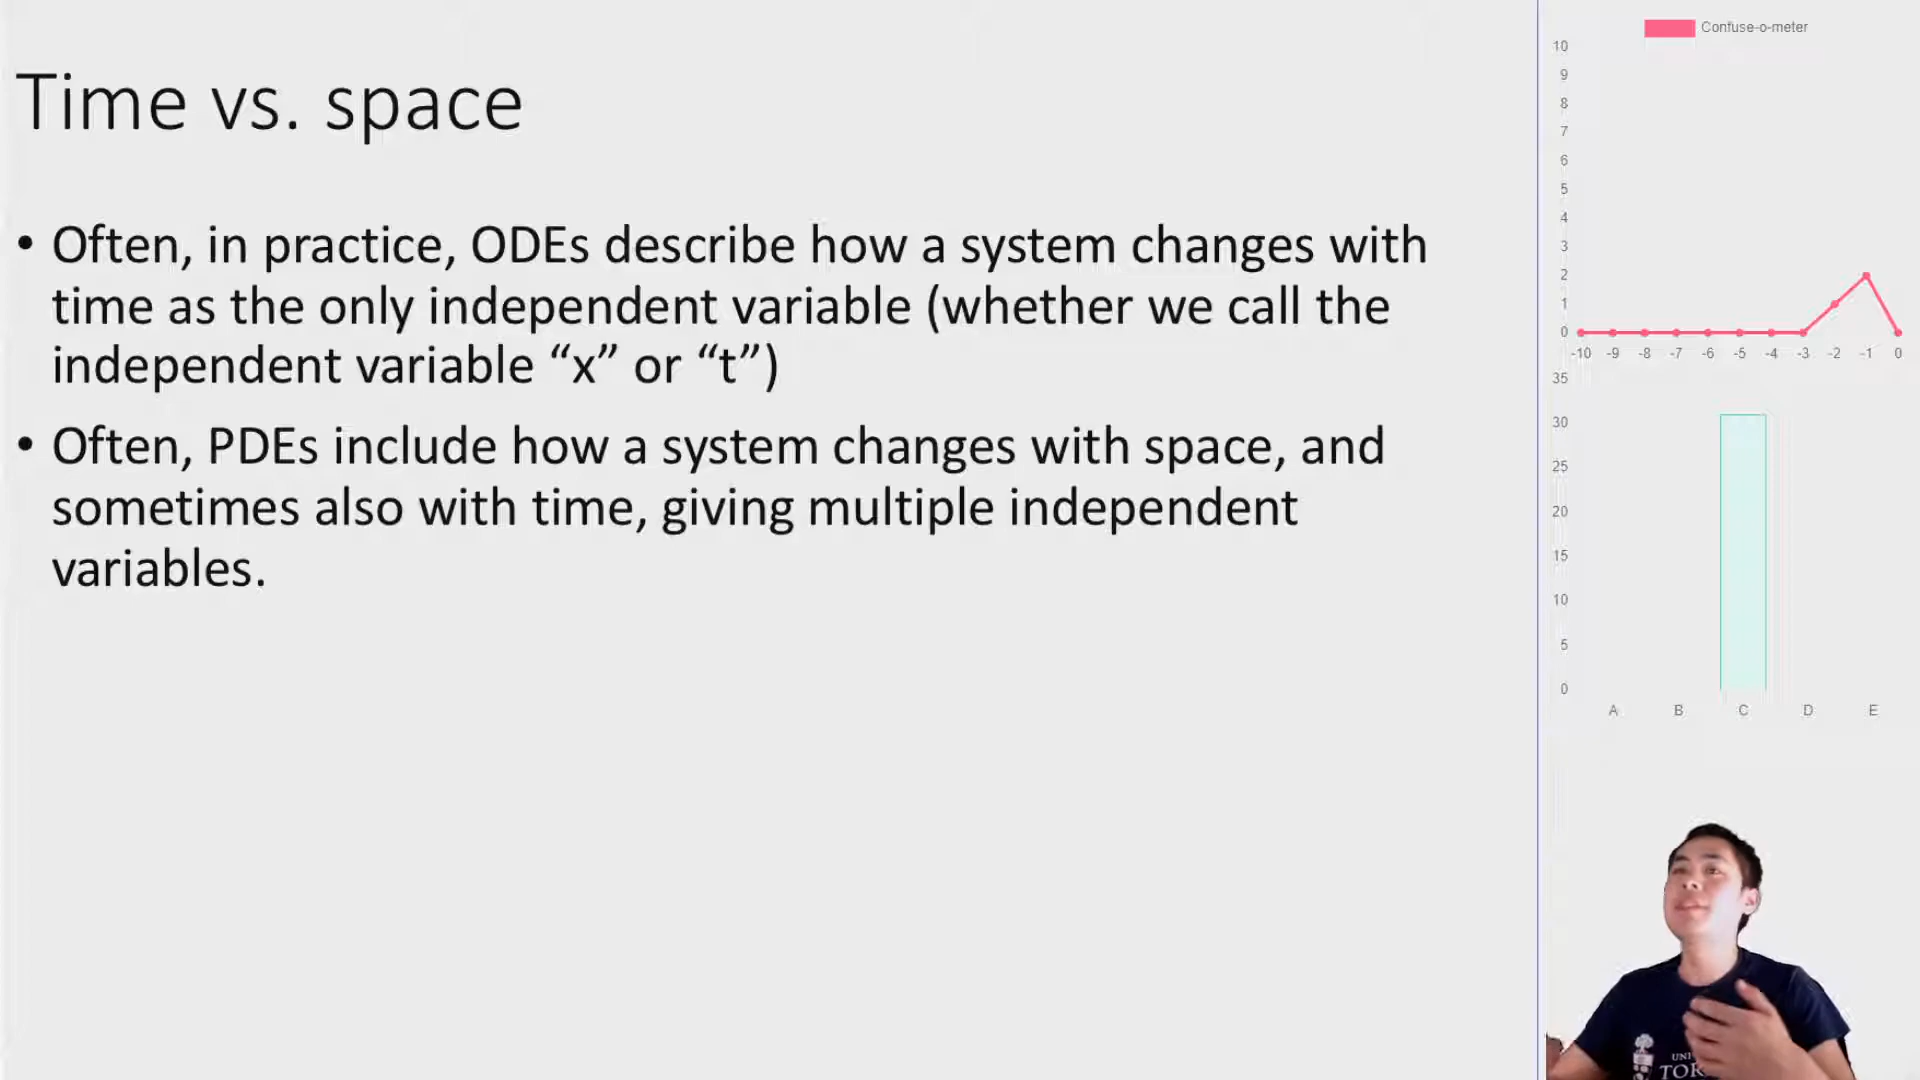 Time vs. space
• Often, in practice, ODEs describe how a system changes with
time as the only independent variable (whether we call the
independent variable “x” or “t”)
• Often, PDEs include how a system changes with space, and
sometimes also with time, giving multiple independent
variables.
Confuse-o-meter
10
9
8
7
6
5
4
3
2
1
0
-10 -9 -8 -7 -6 -5 -4 -3 -2 -1 0
35
30
25
20
15
10
5
0
A B C D E
UNI
TOR